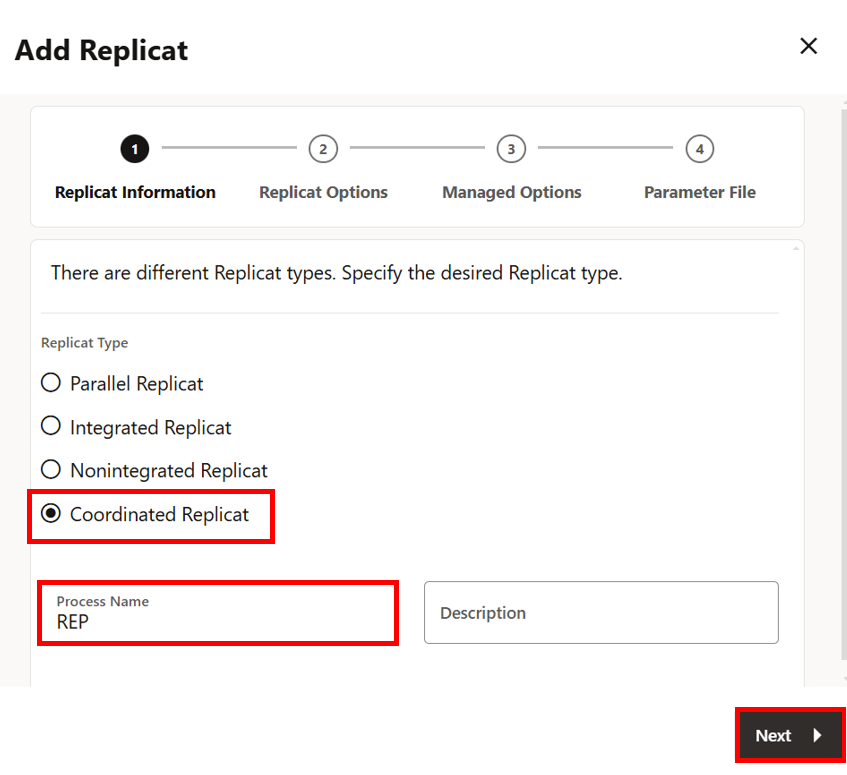 Add Replicat
1
2
3
4
Replicat Information
Replicat Options
Managed Options
Parameter File
There are different Replicat types. Specify the desired Replicat type.
Replicat Type
Parallel Replicat
Integrated Replicat
Nonintegrated Replicat
Coordinated Replicat
Process Name
REP
Description
Next